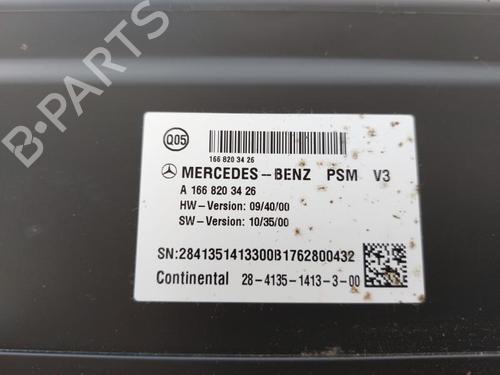 Q05
166 820 34 26
MERCEDES-BENZ PSM V3
A 166 820 34 26
HW-Version: 09/40/00
SW-Version: 10/35/00
SN:2841351413300B1762800432
Continental 28-4135-1413-3-00
B-PARTS